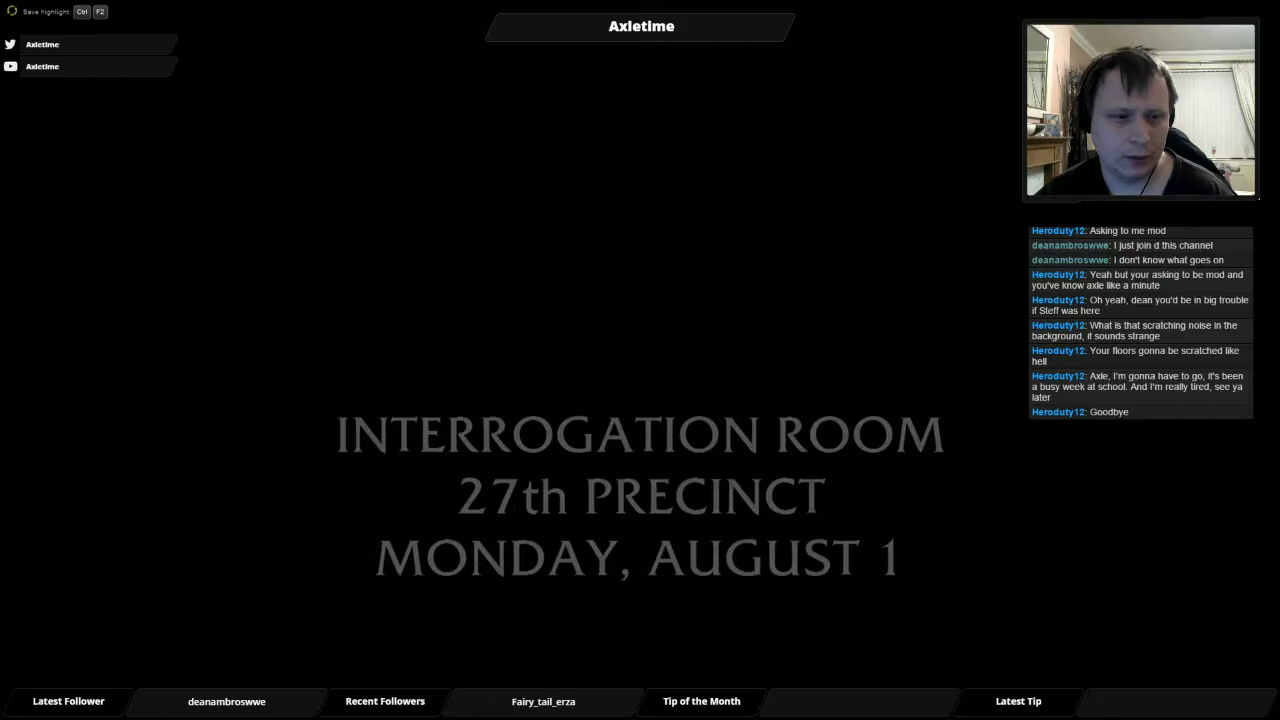 Save highlight: Ctrl F2
Axletime
Axletime
Axletime
Heroduty12: Asking to me mod
deanambroswwe: I just join d this channel
deanambroswwe: I don't know what goes on
Heroduty12: Yeah but your asking to be mod and
you've know axle like a minute
Heroduty12: Oh yeah, dean you'd be in big trouble
if Steff was here
Heroduty12: What is that scratching noise in the
background, it sounds strange
Heroduty12: Your floors gonna be scratched like
hell
Heroduty12: Axle, I'm gonna have to go, it's been
a busy week at school. And I'm really tired, see ya
later
Heroduty12: Goodbye
INTERROGATION ROOM
27th PRECINCT
MONDAY, AUGUST 1
Latest Follower deanambroswwe Recent Followers Fairy_tail_erza Tip of the Month Latest Tip